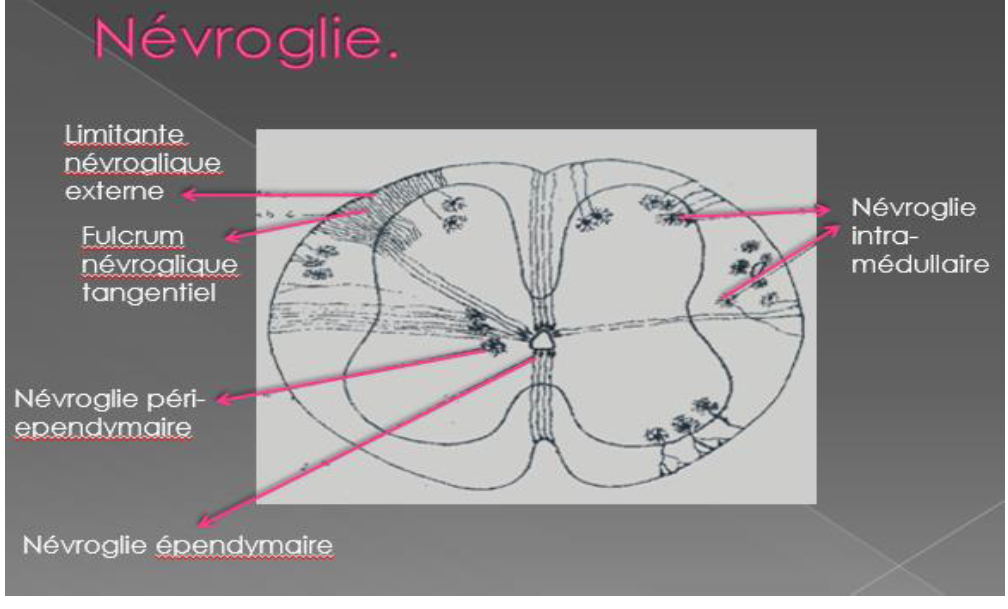 Névroglie.
Limitante
névroglique
externe
Fulcrum
névroglique
tangentiel
Névroglie
intra-
médullaire
Névroglie péri-
ependymaire
Névroglie épendymaire